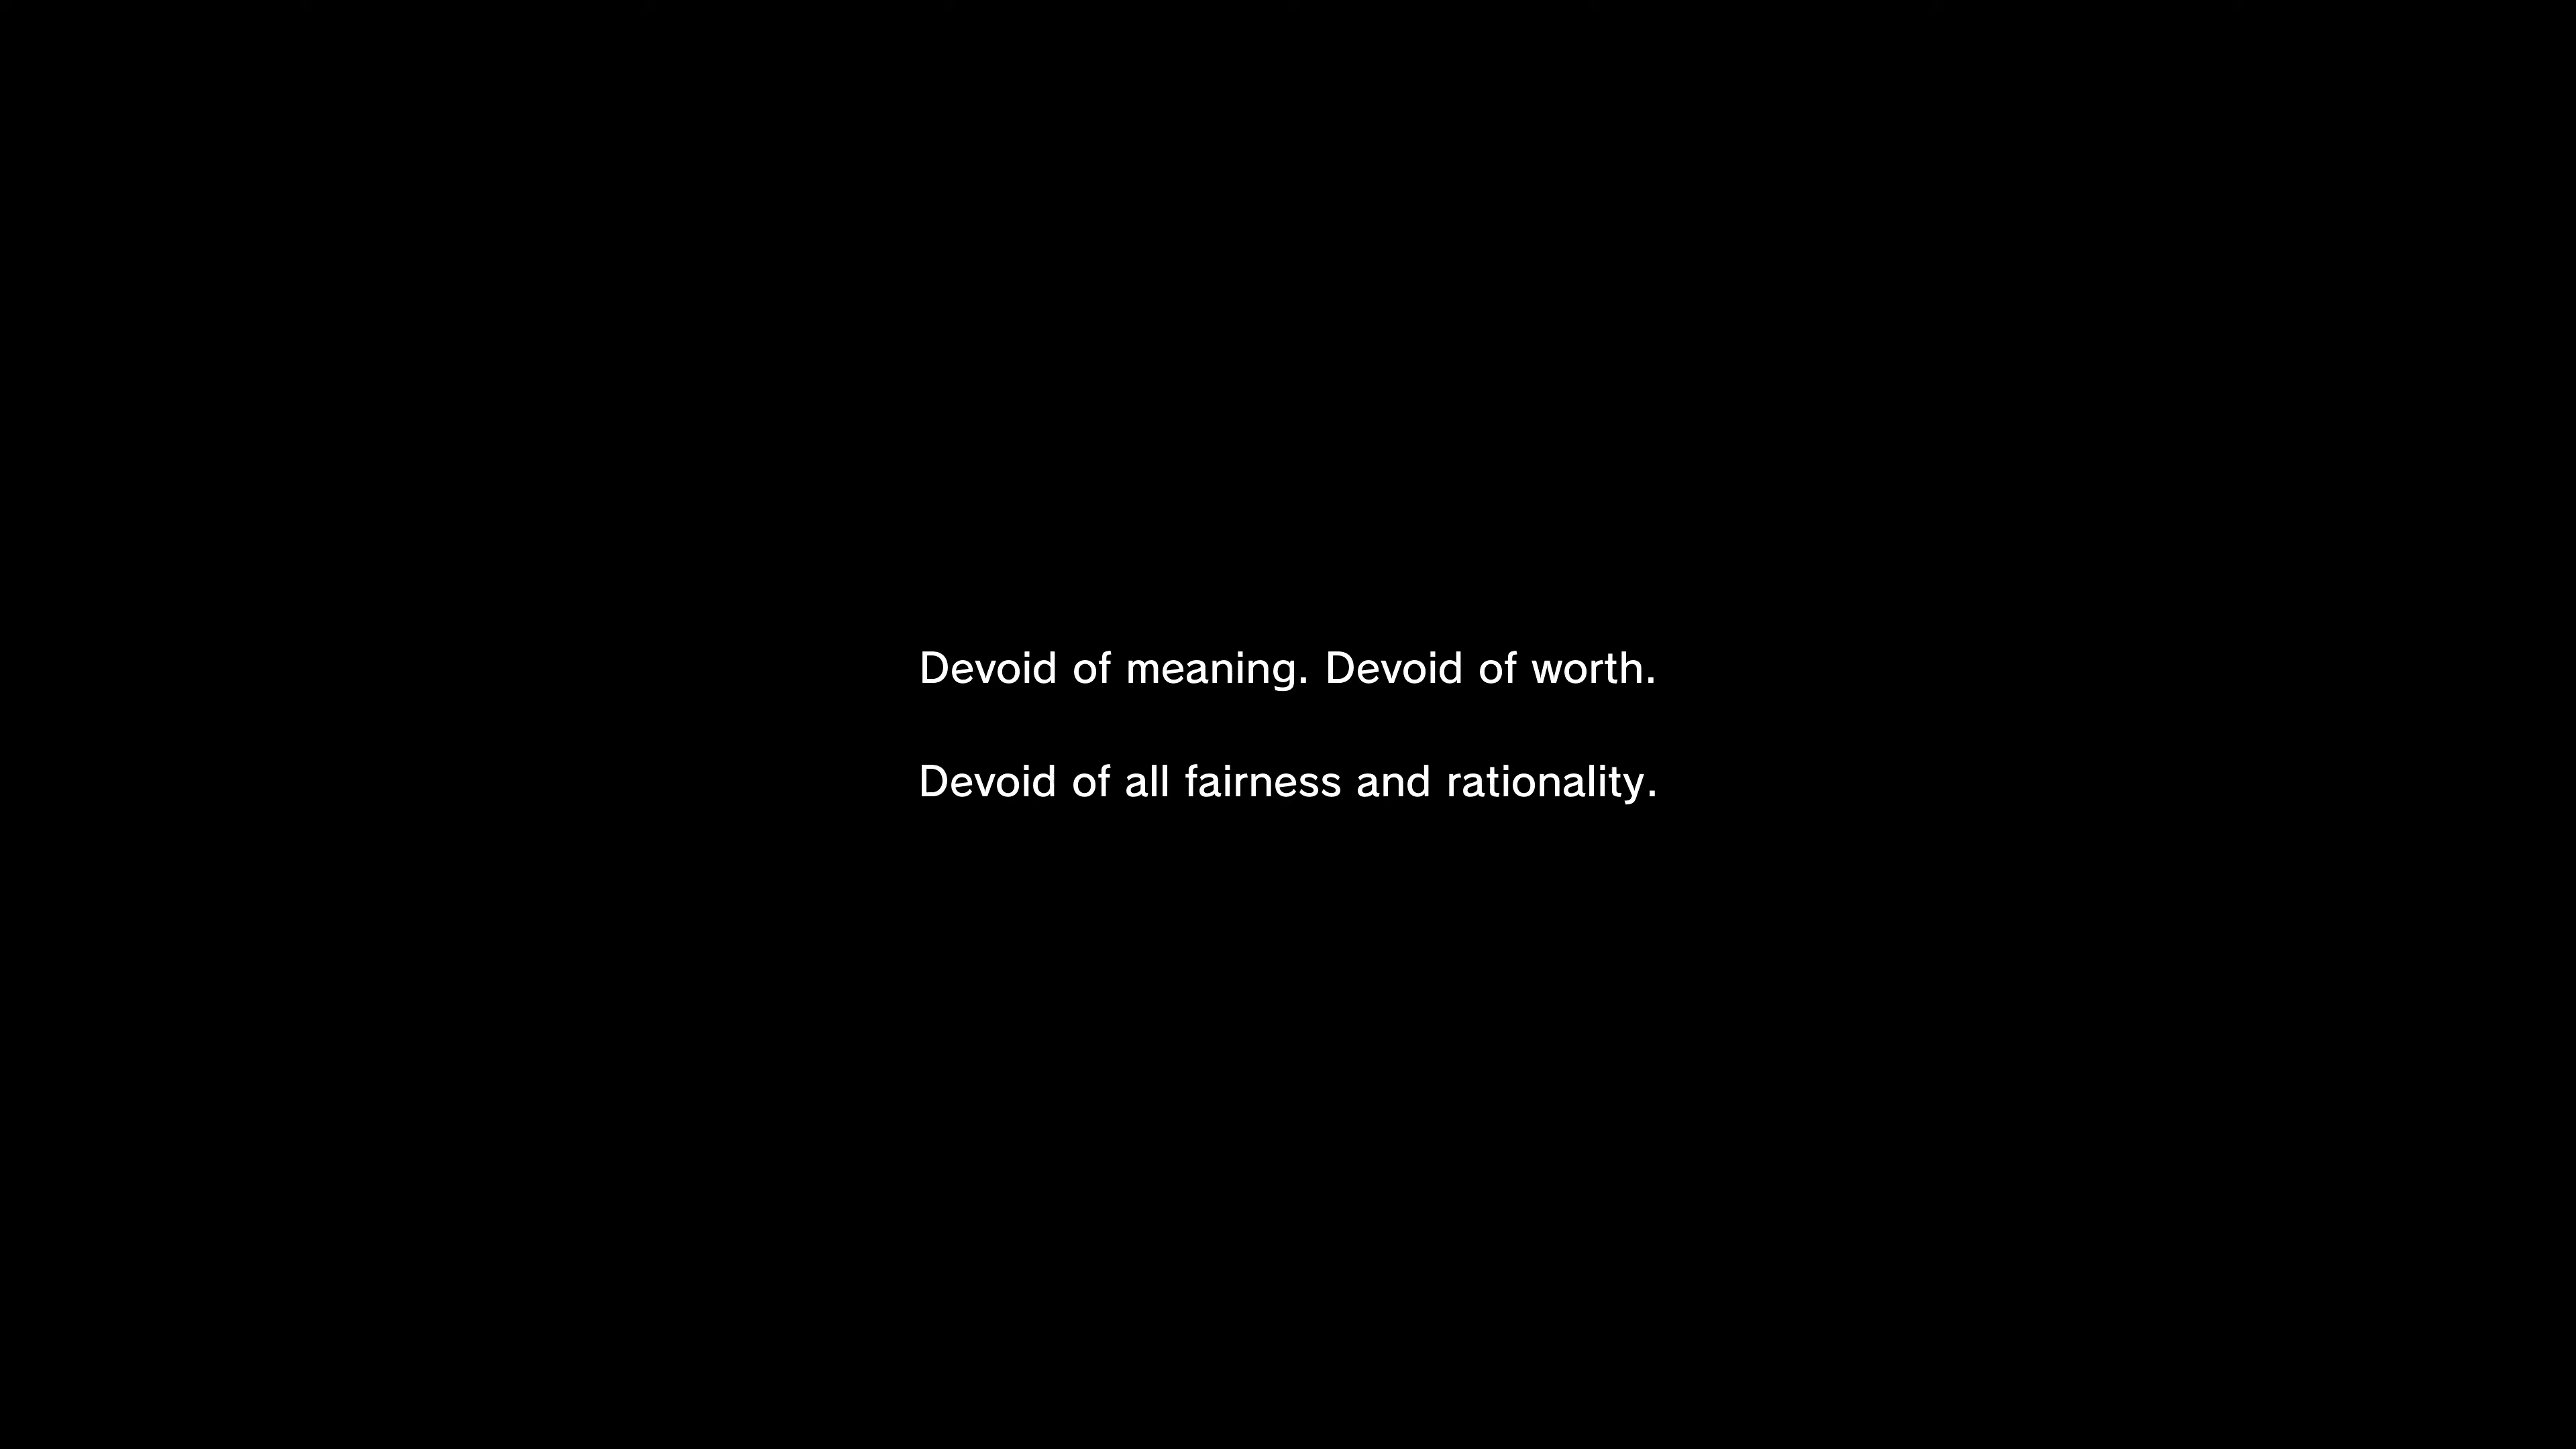 Devoid of meaning. Devoid of worth.
Devoid of all fairness and rationality.